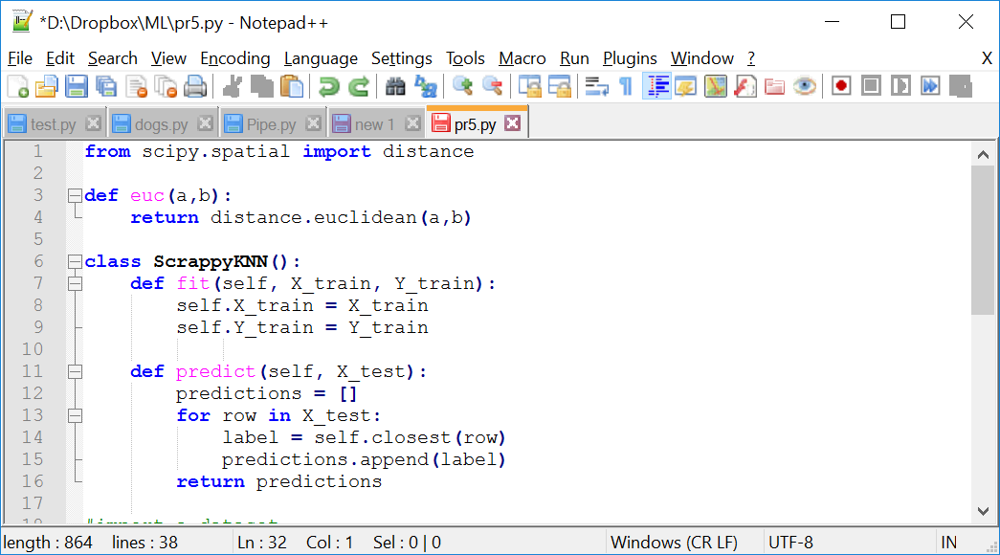 *D:\Dropbox\ML\pr5.py - Notepad++
File Edit Search View Encoding Language Settings Tools Macro Run Plugins Window ? X
test.py dogs.py Pipe.py new 1 pr5.py
1 from scipy.spatial import distance
2
3 def euc(a,b):
4     return distance.euclidean(a,b)
5
6 class ScrappyKNN():
7     def fit(self, X_train, Y_train):
8         self.X_train = X_train
9         self.Y_train = Y_train
10
11     def predict(self, X_test):
12         predictions = []
13         for row in X_test:
14             label = self.closest(row)
15             predictions.append(label)
16         return predictions
17
18 #import a dataset
length : 864 lines : 38 Ln : 32 Col : 1 Sel : 0 | 0 Windows (CR LF) UTF-8 IN